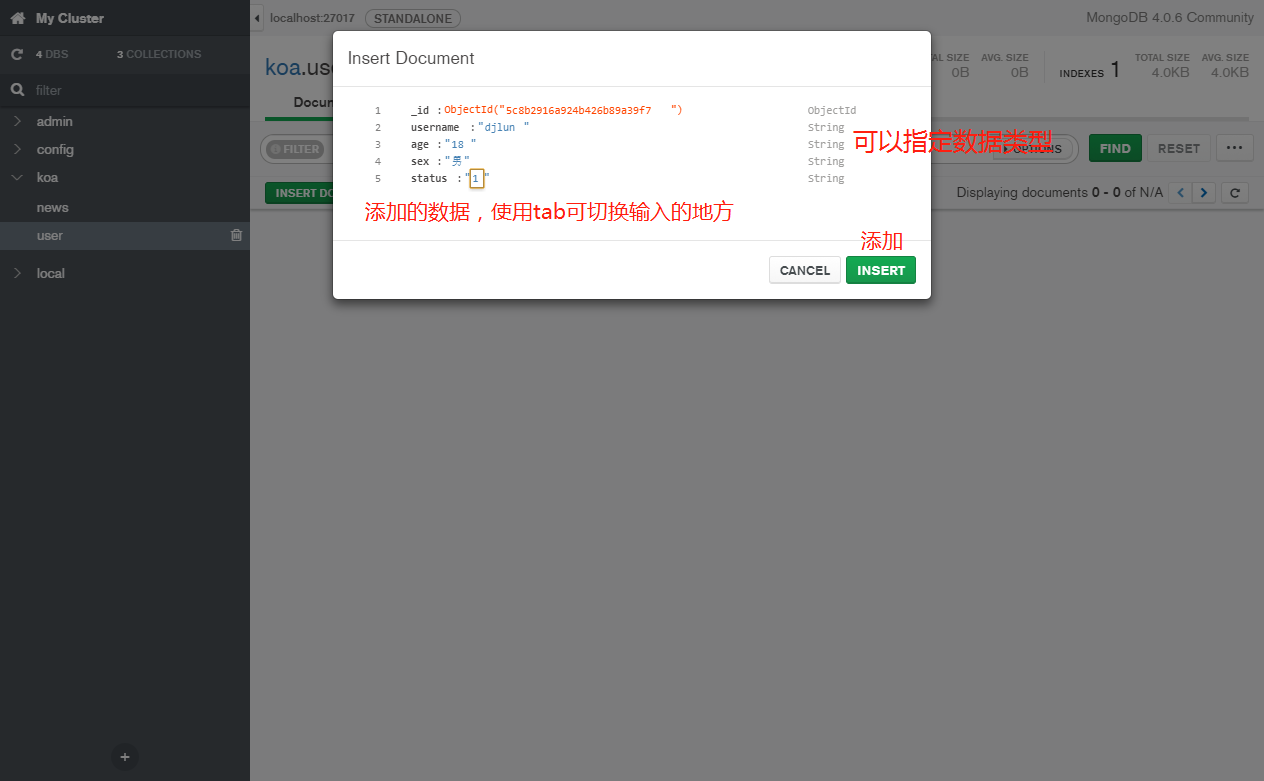 My Cluster
localhost:27017 STANDALONE MongoDB 4.0.6 Community
4 DBS 3 COLLECTIONS
filter
admin
config
koa
news
user
local
koa.use
AL SIZE 0B AVG. SIZE 0B INDEXES 1 TOTAL SIZE 4.0KB AVG. SIZE 4.0KB
Docum
FILTER OPTIONS FIND RESET ...
INSERT DO
Displaying documents 0 - 0 of N/A
Insert Document
1 _id :ObjectId("5c8b2916a924b426b89a39f7 ") ObjectId
2 username :"djlun " String
3 age :"18 " String
4 sex :"男" String
5 status :"1 " String
可以指定数据类型
添加的数据，使用tab可切换输入的地方
添加
CANCEL INSERT